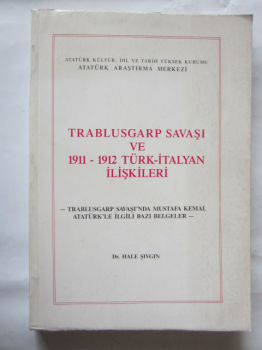 ATATÜRK KÜLTÜR, DİL VE TARİH YÜKSEK KURUMU
ATATÜRK ARAŞTIRMA MERKEZİ
TRABLUSGARP SAVAŞI
VE
1911 - 1912 TÜRK-İTALYAN
İLİŞKİLERİ
— TRABLUSGARP SAVAŞI'NDA MUSTAFA KEMAL
ATATÜRK'LE İLGİLİ BAZI BELGELER —
Dr. HALE ŞIVGIN